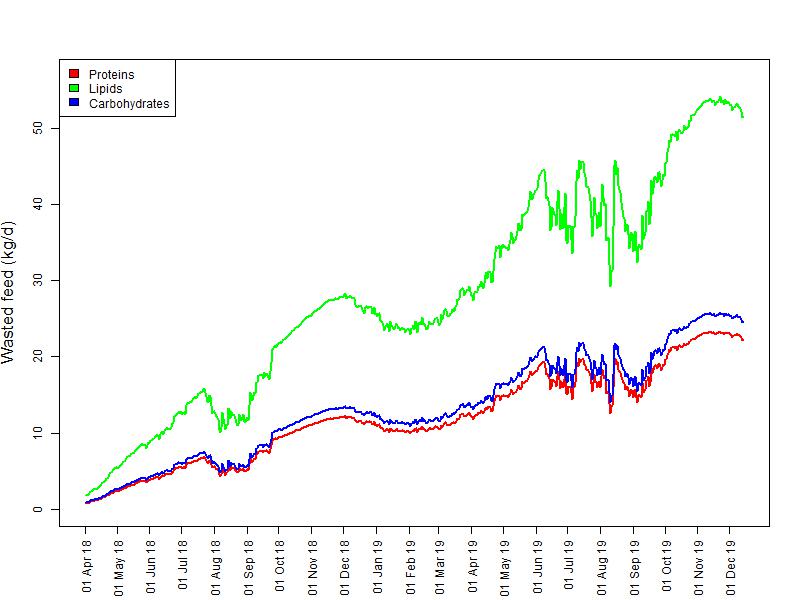 Proteins
Lipids
Carbohydrates
Wasted feed (kg/d)
50
40
30
20
10
0
01 Apr 18
01 May 18
01 Jun 18
01 Jul 18
01 Aug 18
01 Sep 18
01 Oct 18
01 Nov 18
01 Dec 18
01 Jan 19
01 Feb 19
01 Mar 19
01 Apr 19
01 May 19
01 Jun 19
01 Jul 19
01 Aug 19
01 Sep 19
01 Oct 19
01 Nov 19
01 Dec 19